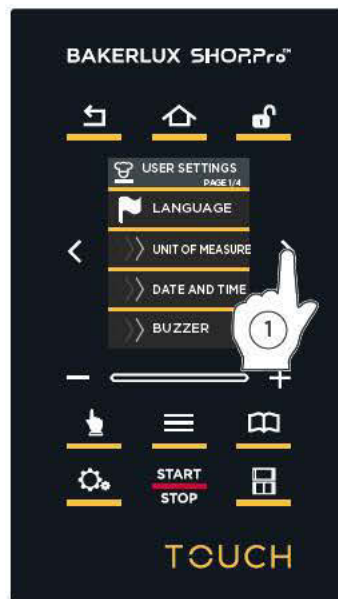 BAKERLUX SHOP.Pro™
USER SETTINGS
PAGE 1/4
LANGUAGE
UNIT OF MEASURE
DATE AND TIME
BUZZER
1
START
STOP
TOUCH